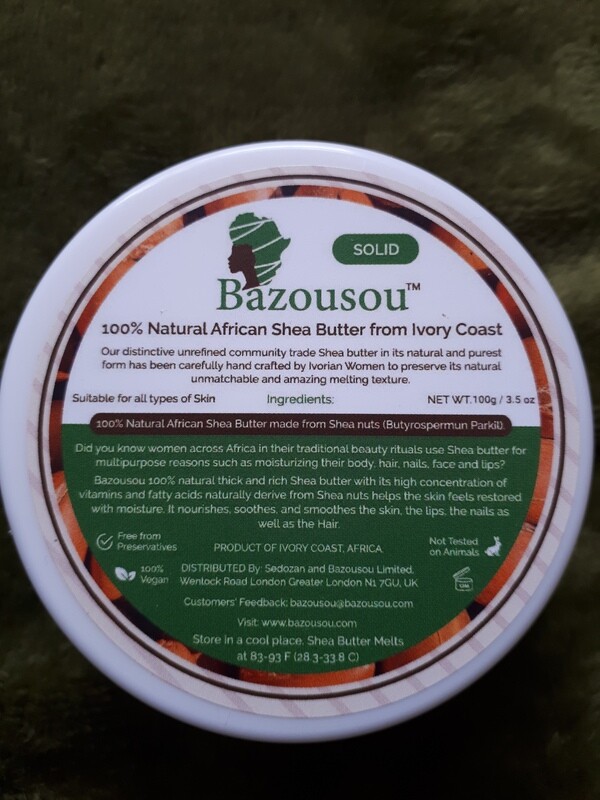 SOLID
Bazousou™
100% Natural African Shea Butter from Ivory Coast
Our distinctive unrefined community trade Shea butter in its natural and purest
form has been carefully hand crafted by Ivorian Women to preserve its natural
unmatchable and amazing melting texture.
Suitable for all types of Skin Ingredients: NET WT.100g / 3.5 oz
100% Natural African Shea Butter made from Shea nuts (Butyrospermun Parkii)
Did you know women across Africa in their traditional beauty rituals use Shea butter for
multipurpose reasons such as moisturizing their body, hair, nails, face and lips?
Bazousou 100% natural thick and rich Shea butter with its high concentration of
vitamins and fatty acids naturally derive from Shea nuts helps the skin feels restored
with moisture. It nourishes, soothes, and smoothes the skin, the lips, the nails as
well as the Hair.
Free from
Preservatives
PRODUCT OF IVORY COAST, AFRICA.
Not Tested
on Animals
100%
Vegan
DISTRIBUTED By: Sedozan and Bazousou Limited,
Wenlock Road London Greater London N1 7GU, UK
Customers' Feedback: bazousou@bazousou.com
Visit: www.bazousou.com
Store in a cool place. Shea Butter Melts
at 83-93 F (28.3-33.8 C)